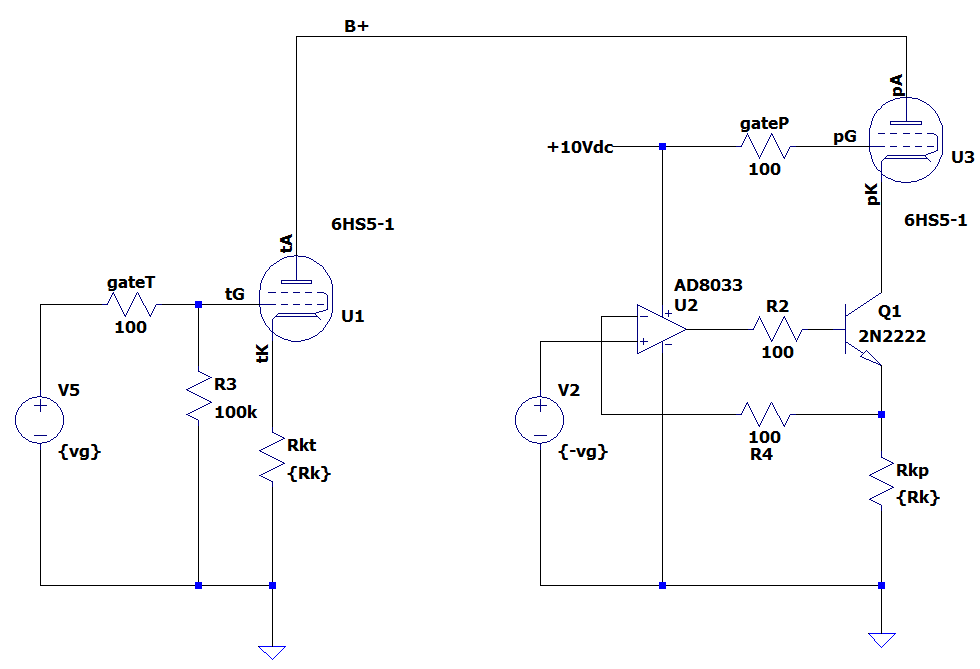 B+
pA
gateP
+10Vdc
pG
U3
100
pK
6HS5-1
6HS5-1
tA
gateT
tG
U1
100
tK
AD8033
U2
R2
Q1
2N2222
100
R3
100k
V5
{vg}
Rkt
{Rk}
V2
{-vg}
100
R4
Rkp
{Rk}